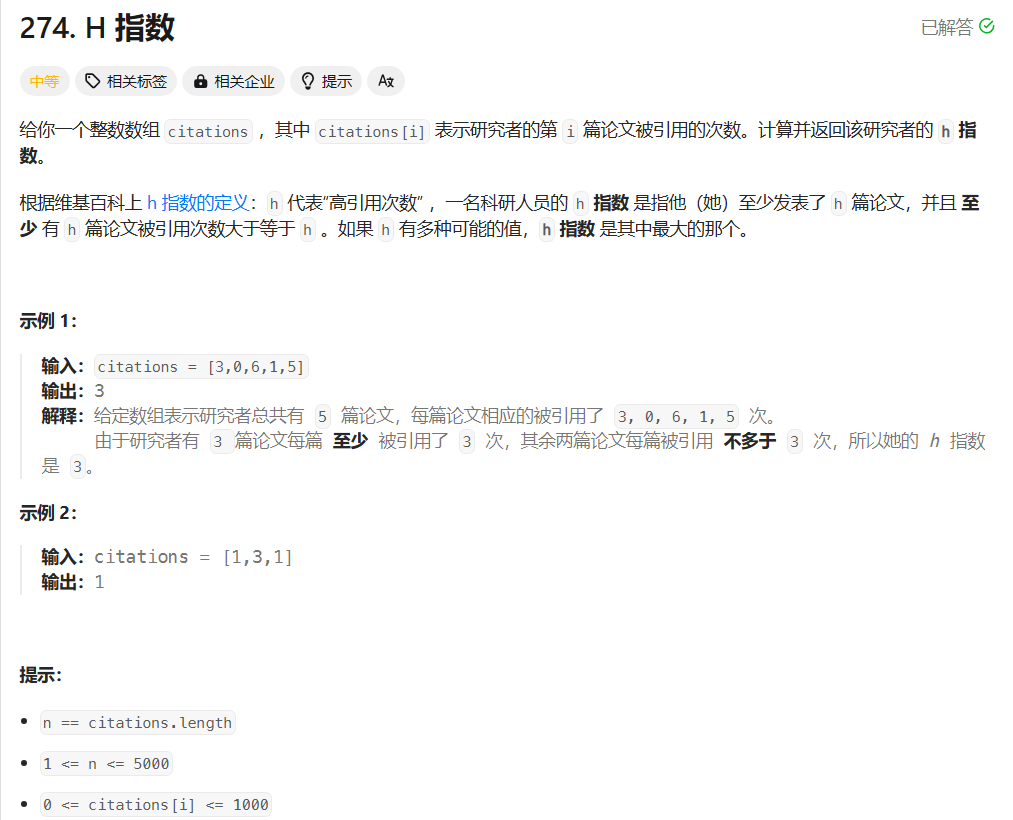 274. H 指数
已解答
中等 相关标签 相关企业 提示 Ax
给你一个整数数组 citations ，其中 citations[i] 表示研究者的第 i 篇论文被引用的次数。计算并返回该研究者的 h 指
数。
根据维基百科上 h 指数的定义：h 代表“高引用次数” ，一名科研人员的 h 指数 是指他（她）至少发表了 h 篇论文，并且 至
少 有 h 篇论文被引用次数大于等于 h 。如果 h 有多种可能的值，h 指数 是其中最大的那个。
示例 1：
输入：citations = [3,0,6,1,5]
输出：3
解释：给定数组表示研究者总共有 5 篇论文，每篇论文相应的被引用了 3, 0, 6, 1, 5 次。
由于研究者有 3 篇论文每篇 至少 被引用了 3 次，其余两篇论文每篇被引用 不多于 3 次，所以她的 h 指数
是 3。
示例 2：
输入：citations = [1,3,1]
输出：1
提示：
n == citations.length
1 <= n <= 5000
0 <= citations[i] <= 1000